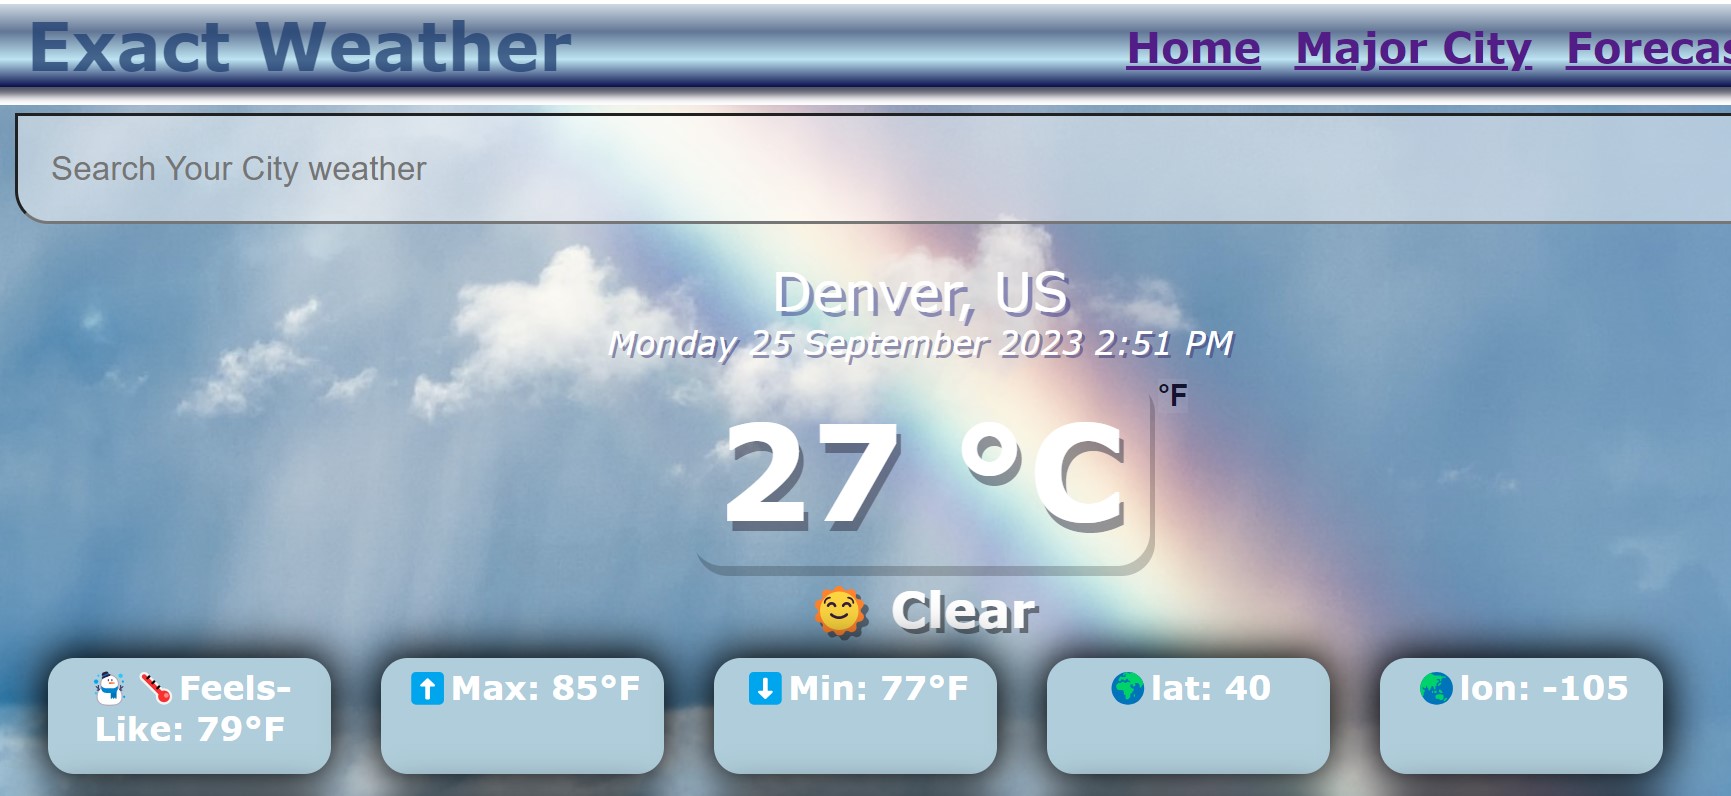 Exact Weather
Home Major City Forecas
Search Your City weather
Denver, US
Monday 25 September 2023 2:51 PM
°F
27 °C
Clear
Feels-
Like: 79°F
Max: 85°F
Min: 77°F
lat: 40
lon: -105